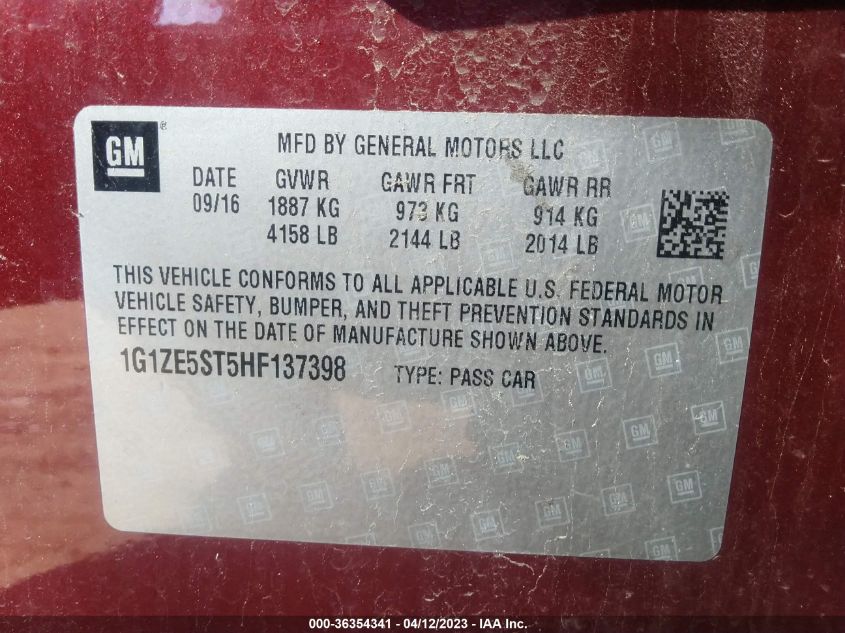 GM ® MFD BY GENERAL MOTORS LLC
DATE GVWR GAWR FRT GAWR RR
09/16 1887 KG 973 KG 914 KG
4158 LB 2144 LB 2014 LB
THIS VEHICLE CONFORMS TO ALL APPLICABLE U.S. FEDERAL MOTOR
VEHICLE SAFETY, BUMPER, AND THEFT PREVENTION STANDARDS IN
EFFECT ON THE DATE OF MANUFACTURE SHOWN ABOVE.
1G1ZE5ST5HF137398 TYPE: PASS CAR
000-36354341 - 04/12/2023 - IAA Inc.